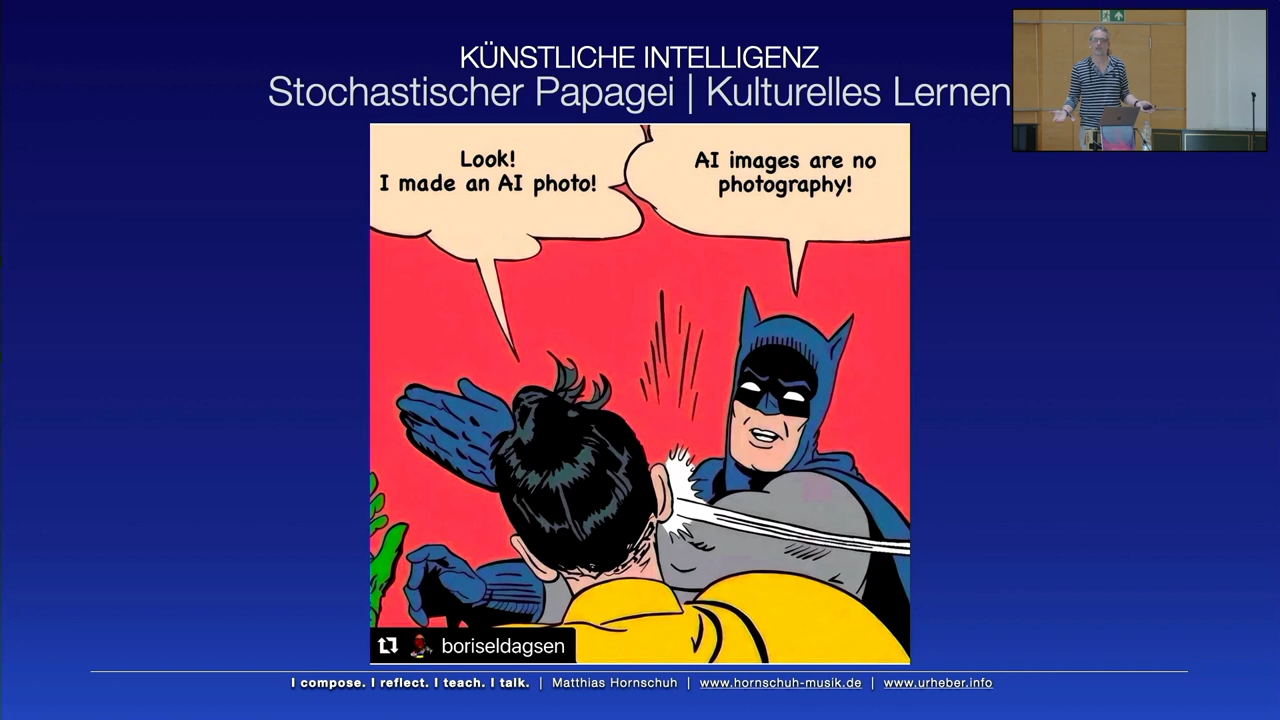 KÜNSTLICHE INTELLIGENZ
Stochastischer Papagei | Kulturelles Lernen
Look!
I made an AI photo!
AI images are no
photography!
boriseldagsen
I compose. I reflect. I teach. I talk. | Matthias Hornschuh | www.hornschuh-musik.de | www.urheber.info